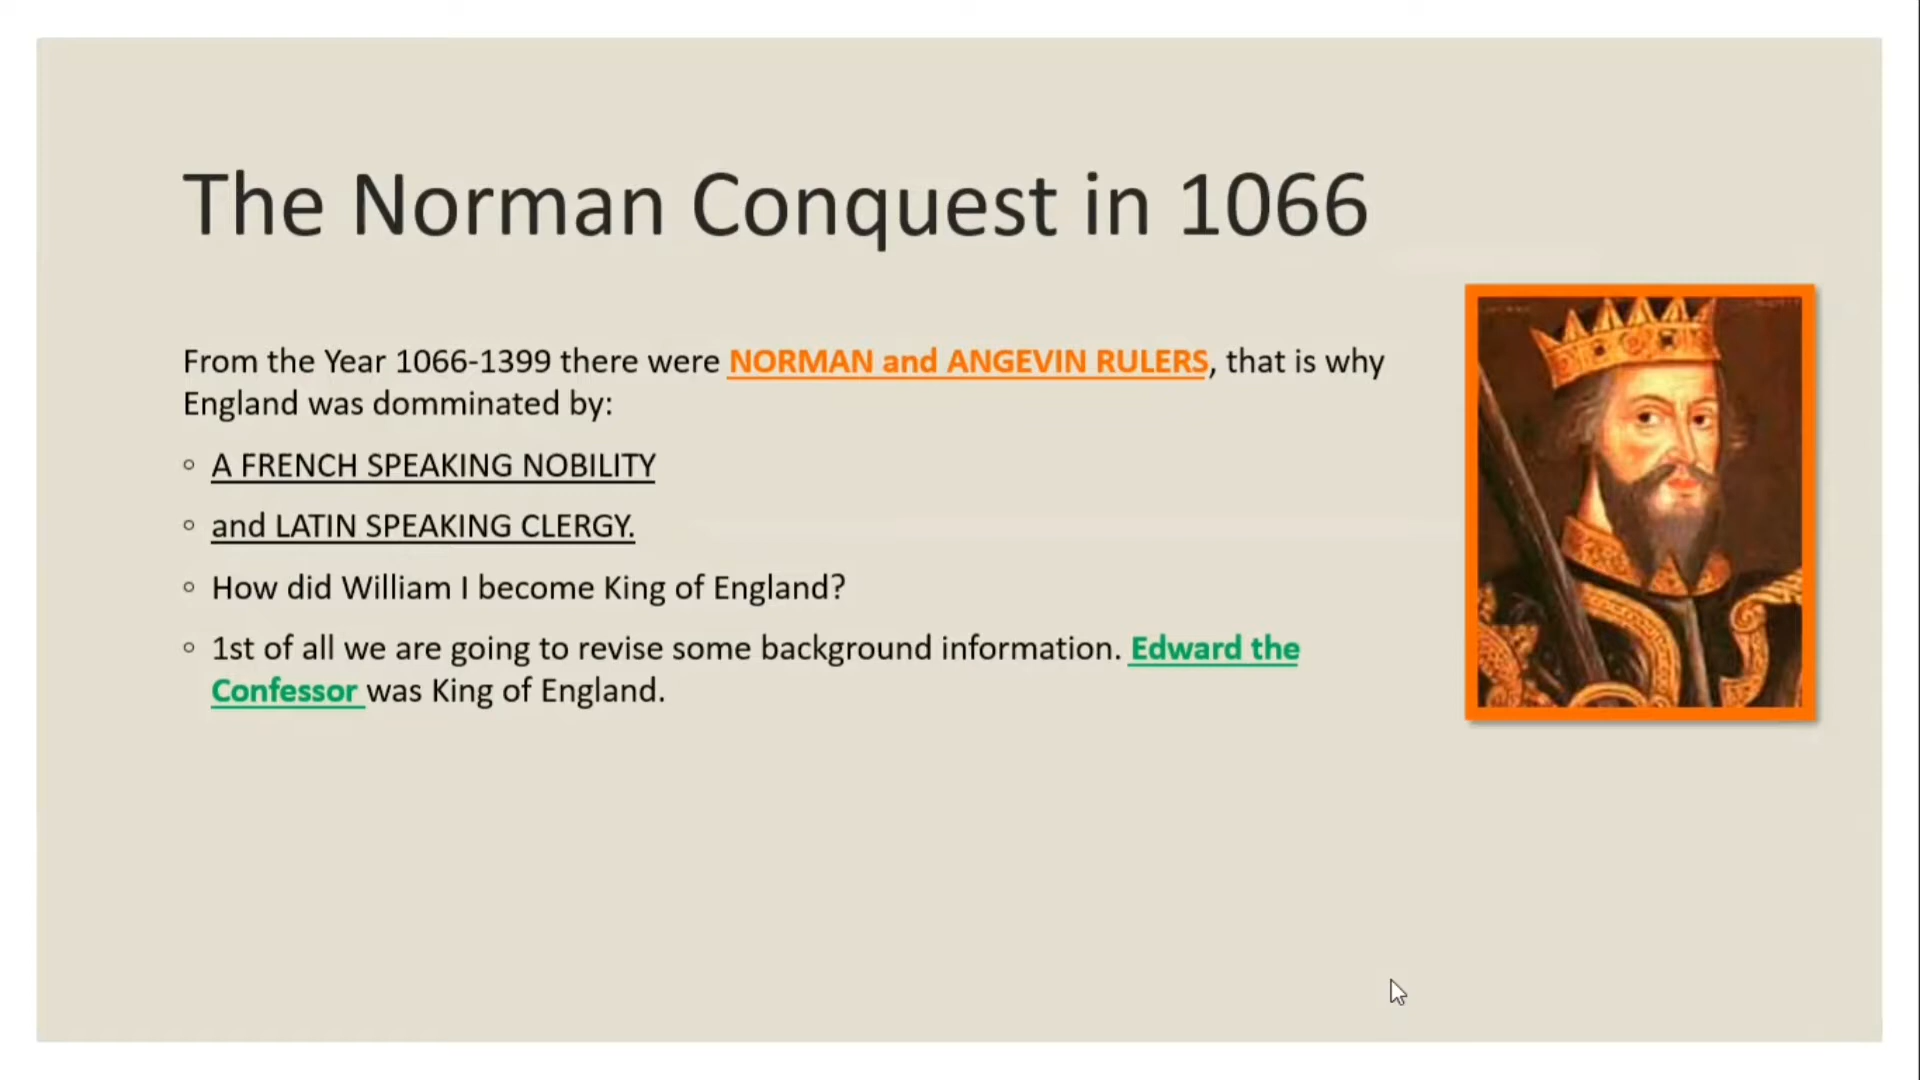 The Norman Conquest in 1066
From the Year 1066-1399 there were NORMAN and ANGEVIN RULERS, that is why
England was domminated by:
◦ A FRENCH SPEAKING NOBILITY
◦ and LATIN SPEAKING CLERGY.
◦ How did William I become King of England?
◦ 1st of all we are going to revise some background information. Edward the
Confessor was King of England.